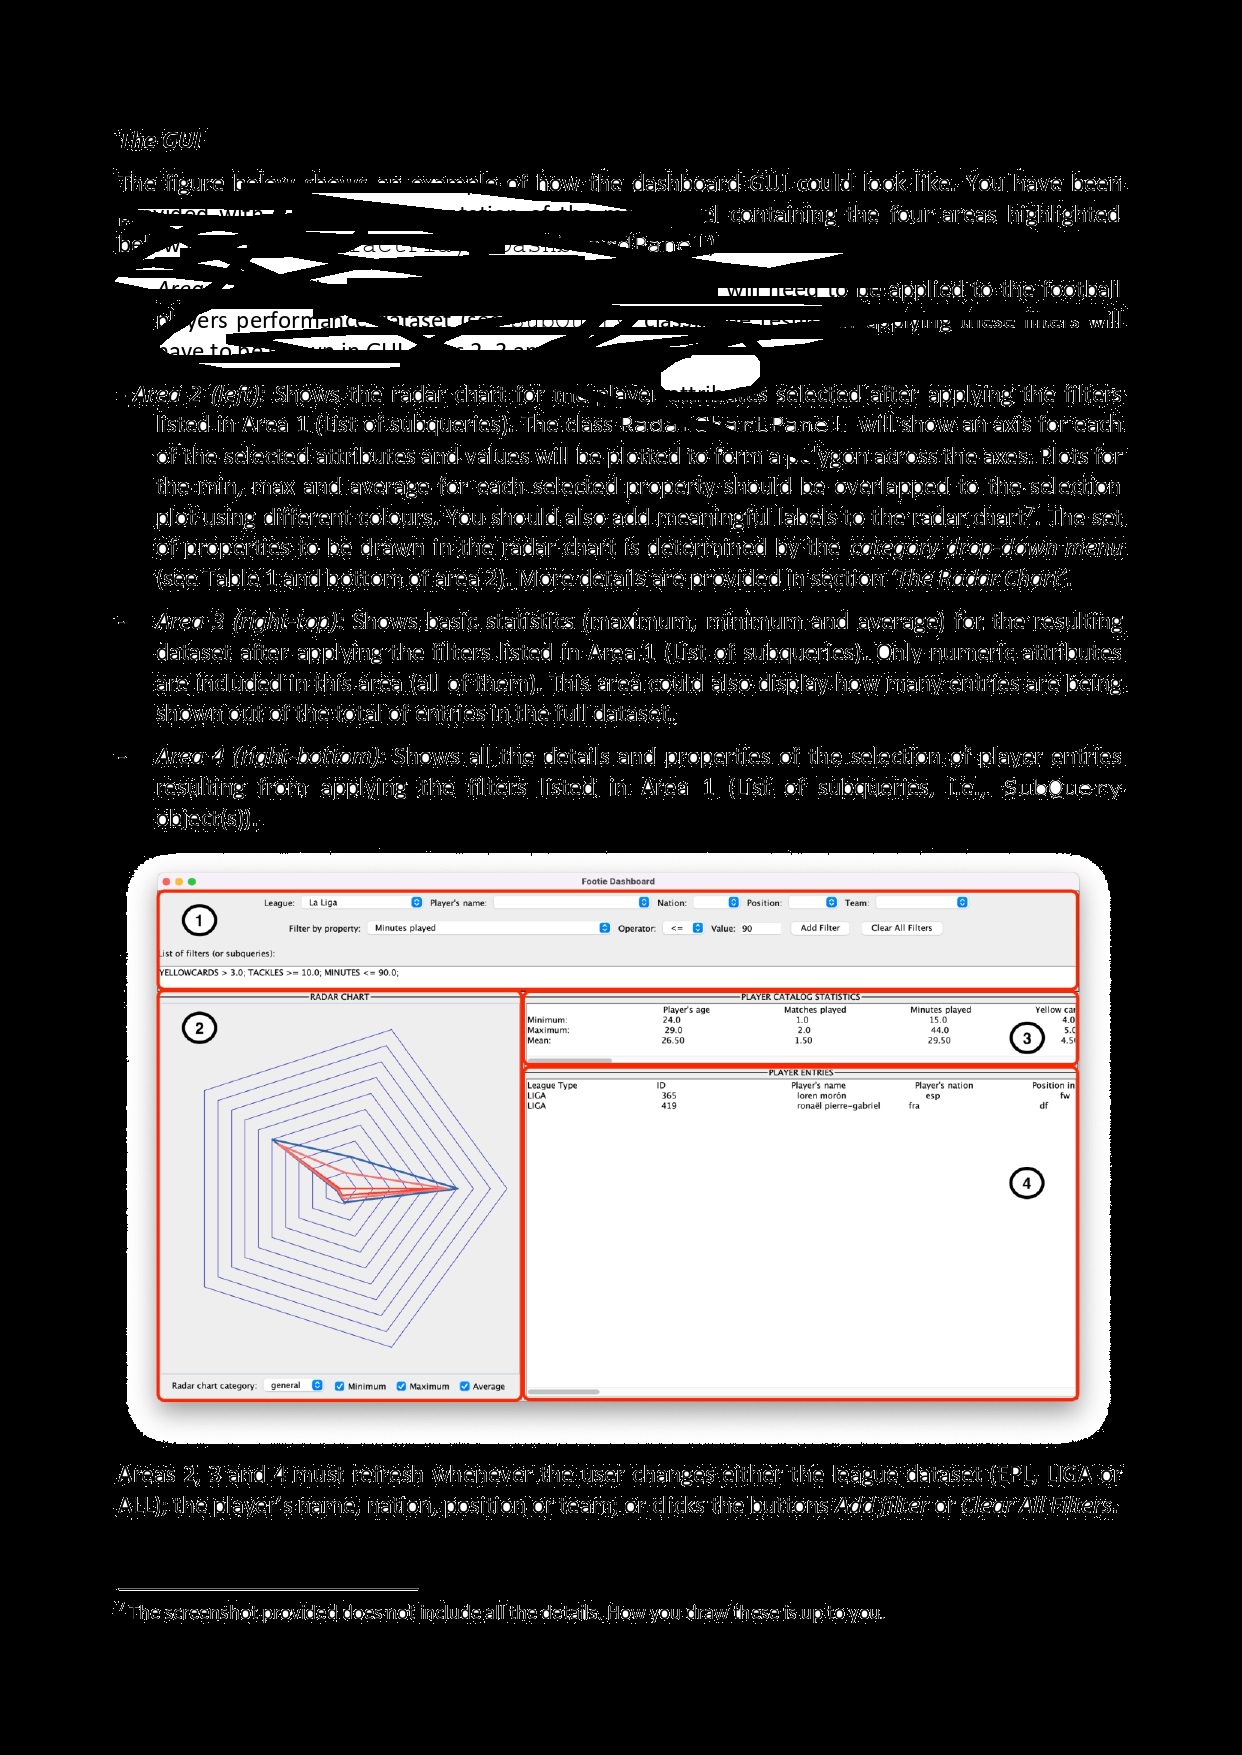 The GUI
The figure below shows an example of how the dashboard GUI could look like. You have been
with of the d containing the four areas highlighted
below
Area will need to be applied to the football
players performance dataset applying these filters will
have to be shown in GUI 2, 3
- Area 2 (left): Shows the radar chart for the player attributes selected after applying the filters
listed in Area 1 (List of subqueries). The class RadarChartPanel will show an axis for each
of the selected attributes and values will be plotted to form a polygon across the axes. Plots for
the min, max and average for each selected property should be overlapped to the selection
plot using different colours. You should also add meaningful labels to the radar chart7. The set
of properties to be drawn in the radar chart is determined by the category drop-down menu
(see Table 1 and bottom of area 2). More details are provided in section 'The Radar Chart'.
- Area 3 (right-top): Shows basic statistics (maximum, minimum and average) for the resulting
dataset after applying the filters listed in Area 1 (List of subqueries). Only numeric attributes
are included in this area (all of them). This area could also display how many entries are being
shown out of the total of entries in the full dataset.
- Area 4 (right-bottom): Shows all the details and properties of the selection of player entries
resulting from applying the filters listed in Area 1 (List of subqueries, i.e., SubQuery
object(s)).
Footie Dashboard
1 League: La Liga Player's name: Nation: Position: Team:
Filter by property: Minutes played Operator: <= Value: 90 Add Filter Clear All Filters
List of filters (or subqueries):
YELLOWCARDS > 3.0; TACKLES >= 10.0; MINUTES <= 90.0;
RADAR CHART
2
Radar chart category: general Minimum Maximum Average
PLAYER CATALOG STATISTICS
Player's age Matches played Minutes played Yellow car
Minimum: 24.0 1.0 15.0 4.0
Maximum: 29.0 2.0 44.0 5.0
Mean: 26.50 1.50 29.50 4.50
3
PLAYER ENTRIES
League Type ID Player's name Player's nation Position in
LIGA 365 loren morón esp fw
LIGA 419 ronaël pierre-gabriel fra df
4
Areas 2, 3 and 4 must refresh whenever the user changes either the league dataset (EPL, LIGA or
ALL); the player's name, nation, position or team; or clicks the buttons Add filter or Clear All Filters.
7 The screenshot provided does not include all the details. How you draw these is up to you.